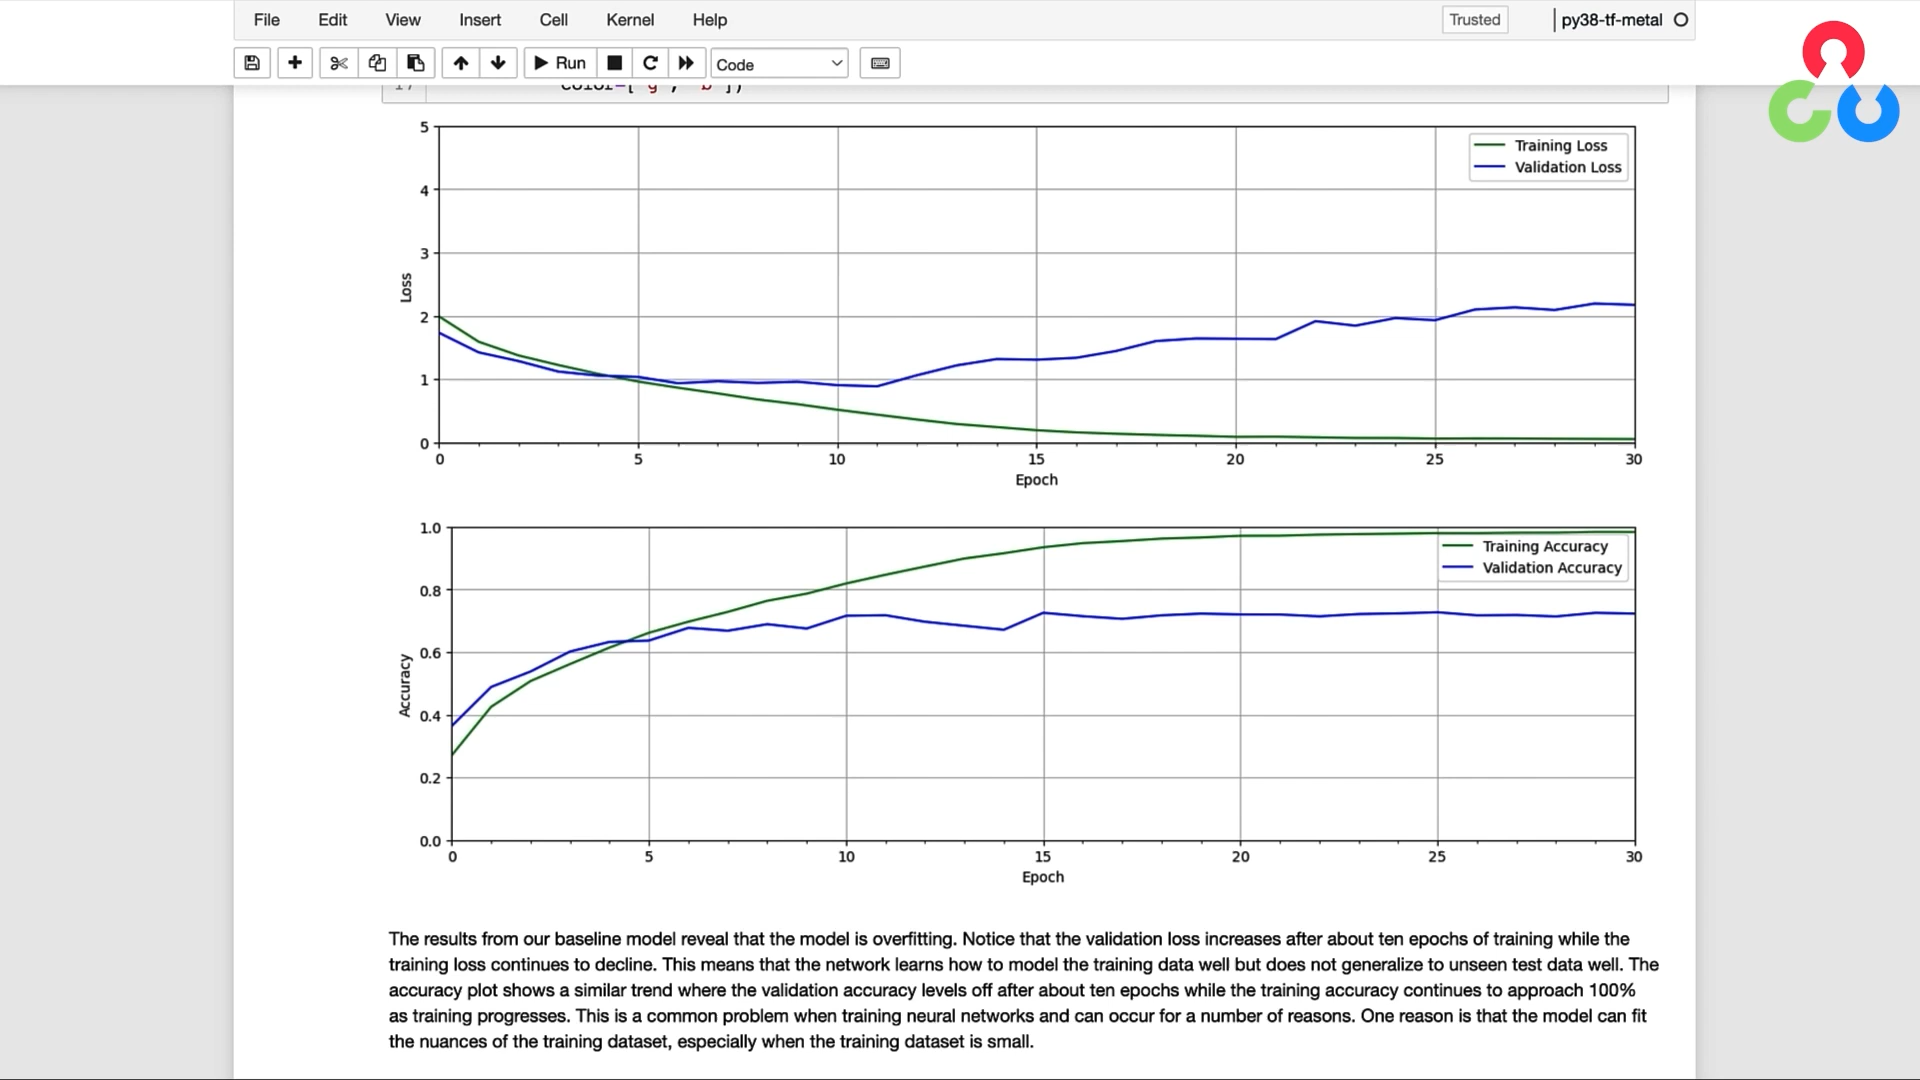 File Edit View Insert Cell Kernel Help Trusted py38-tf-metal
Run Code
5
4
3
2
1
0
Loss
Training Loss
Validation Loss
0 5 10 15 20 25 30
Epoch
1.0
0.8
0.6
0.4
0.2
0.0
Accuracy
Training Accuracy
Validation Accuracy
0 5 10 15 20 25 30
Epoch
The results from our baseline model reveal that the model is overfitting. Notice that the validation loss increases after about ten epochs of training while the
training loss continues to decline. This means that the network learns how to model the training data well but does not generalize to unseen test data well. The
accuracy plot shows a similar trend where the validation accuracy levels off after about ten epochs while the training accuracy continues to approach 100%
as training progresses. This is a common problem when training neural networks and can occur for a number of reasons. One reason is that the model can fit
the nuances of the training dataset, especially when the training dataset is small.